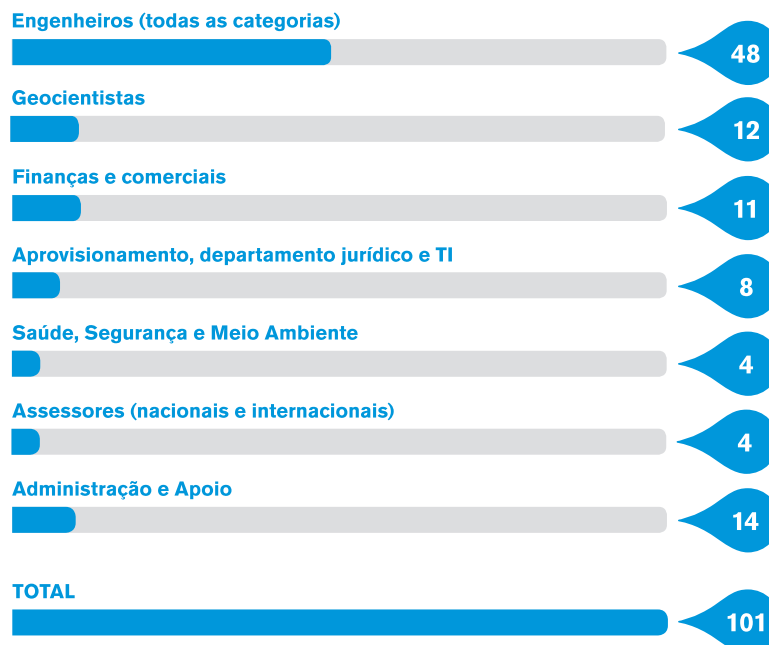 Engenheiros (todas as categorias)
48
Geocientistas
12
Finanças e comerciais
11
Aprovisionamento, departamento jurídico e TI
8
Saúde, Segurança e Meio Ambiente
4
Assessores (nacionais e internacionais)
4
Administração e Apoio
14
TOTAL
101